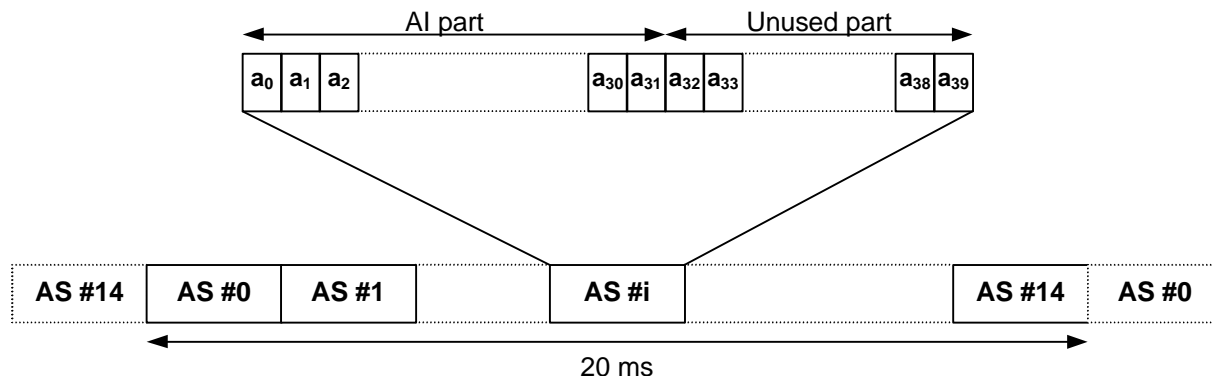 AI part Unused part
a₀ a₁ a₂ a₃₀ a₃₁ a₃₂ a₃₃ a₃₈ a₃₉
AS #14 AS #0 AS #1 AS #i AS #14 AS #0
20 ms